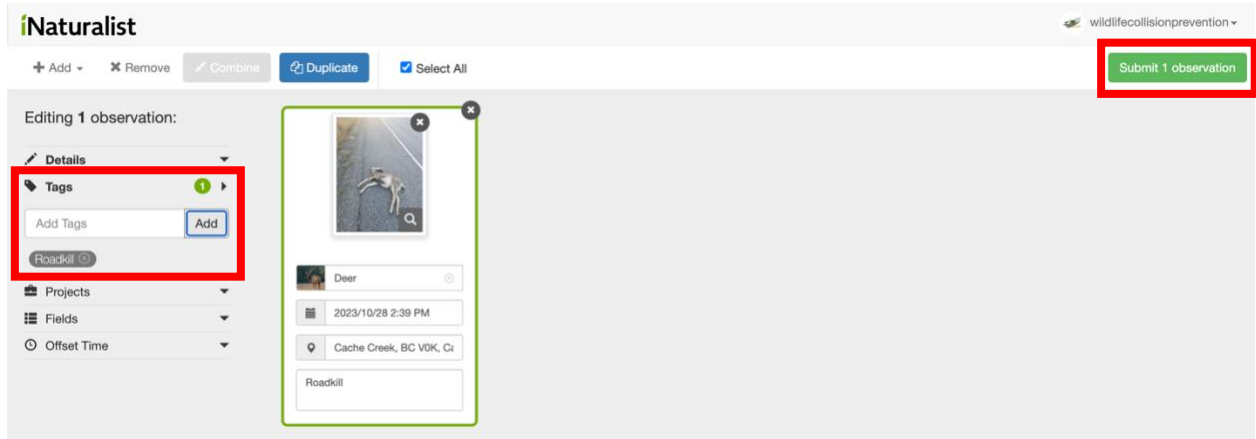 iNaturalist
wildlifecollisionprevention
Add
Remove
Combine
Duplicate
Select All
Submit 1 observation
Editing 1 observation:
Details
Tags
1
Add Tags
Add
Roadkill
Projects
Fields
Offset Time
Deer
2023/10/28 2:39 PM
Cache Creek, BC V0K, Ca
Roadkill